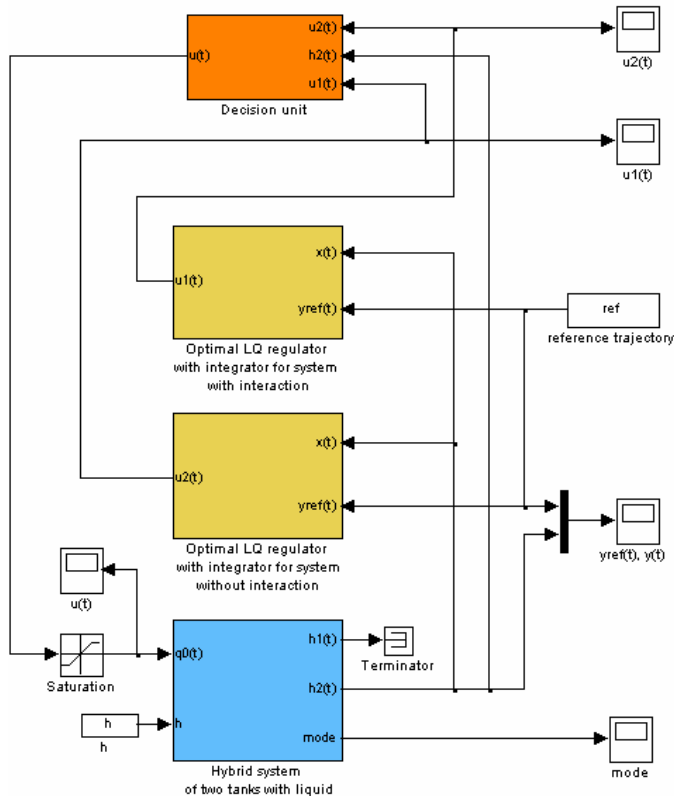 u2(t)
u(t)
h2(t)
u1(t)
Decision unit
u2(t)
u1(t)
x(t)
u1(t)
yref(t)
Optimal LQ regulator
with integrator for system
with interaction
ref
reference trajectory
x(t)
u2(t)
yref(t)
Optimal LQ regulator
with integrator for system
without interaction
yref(t), y(t)
u(t)
h1(t)
q0(t)
Terminator
Saturation
h2(t)
h
h
h
mode
Hybrid system
of two tanks with liquid
mode